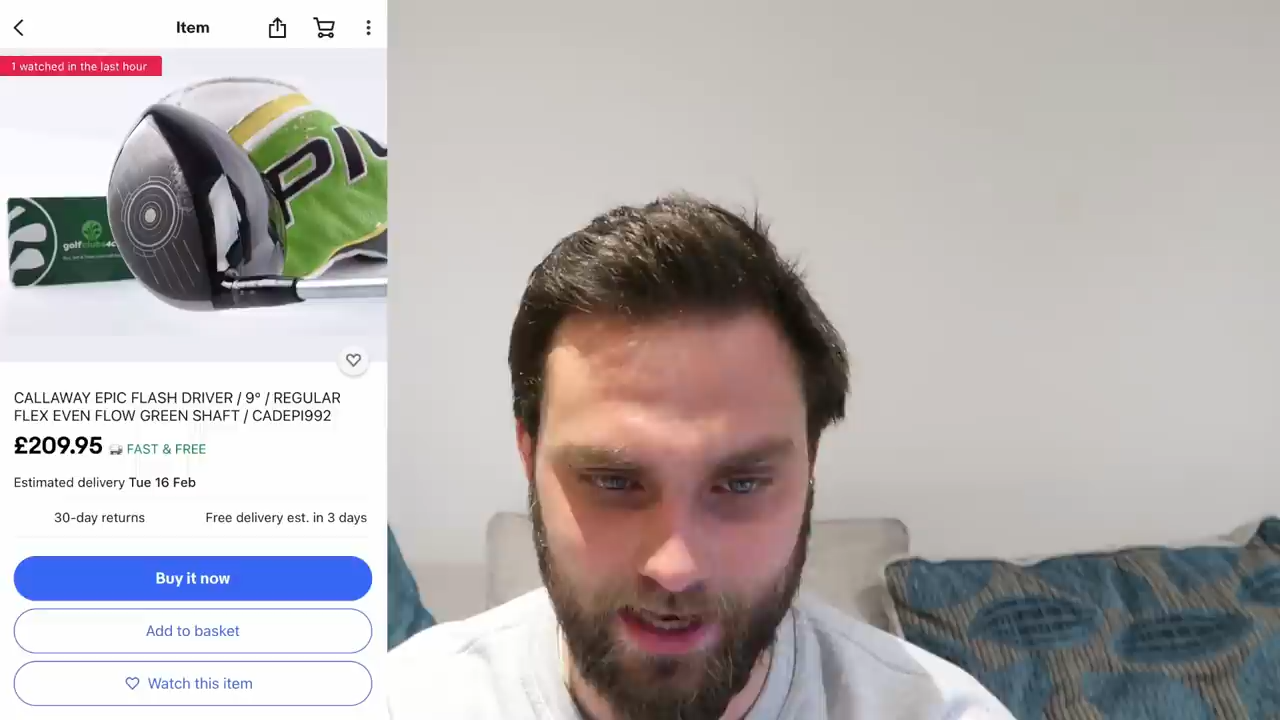 Item
1 watched in the last hour
PIN
golfclubs4c
CALLAWAY EPIC FLASH DRIVER / 9° / REGULAR
FLEX EVEN FLOW GREEN SHAFT / CADEPI992
£209.95 FAST & FREE
Estimated delivery Tue 16 Feb
30-day returns Free delivery est. in 3 days
Buy it now
Add to basket
Watch this item